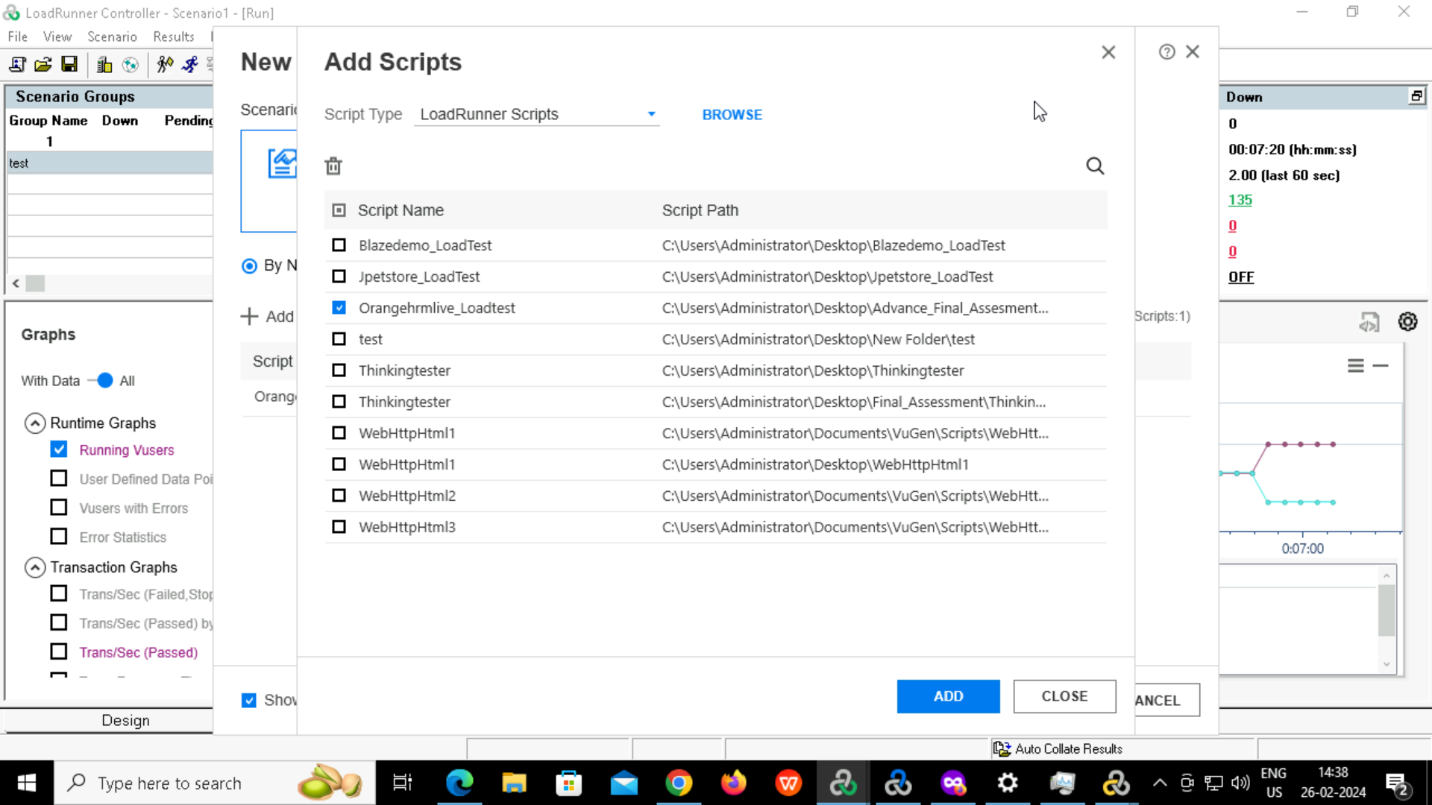 LoadRunner Controller - Scenario1 - [Run]
File View Scenario Results
New
Add Scripts
Scenario
Script Type LoadRunner Scripts BROWSE
Scenario Groups
Group Name Down Pending
1
test
Down
0
00:07:20 (hh:mm:ss)
2.00 (last 60 sec)
135
0
0
OFF
Script Name Script Path
Blazedemo_LoadTest C:\Users\Administrator\Desktop\Blazedemo_LoadTest
Jpetstore_LoadTest C:\Users\Administrator\Desktop\Jpetstore_LoadTest
Orangehrmlive_Loadtest C:\Users\Administrator\Desktop\Advance_Final_Assesment...
test C:\Users\Administrator\Desktop\New Folder\test
Thinkingtester C:\Users\Administrator\Desktop\Thinkingtester
Thinkingtester C:\Users\Administrator\Desktop\Final_Assessment\Thinkin...
WebHttpHtml1 C:\Users\Administrator\Documents\VuGen\Scripts\WebHtt...
WebHttpHtml1 C:\Users\Administrator\Desktop\WebHttpHtml1
WebHttpHtml2 C:\Users\Administrator\Documents\VuGen\Scripts\WebHtt...
WebHttpHtml3 C:\Users\Administrator\Documents\VuGen\Scripts\WebHtt...
By N
Add
Scripts:1)
Script
Orang
Graphs
With Data All
Runtime Graphs
Running Vusers
User Defined Data Poi
Vusers with Errors
Error Statistics
Transaction Graphs
Trans/Sec (Failed,Stop
Trans/Sec (Passed) by
Trans/Sec (Passed)
0:07:00
Show
ADD CLOSE ANCEL
Design
Auto Collate Results
Type here to search
ENG
US
14:38
26-02-2024
2